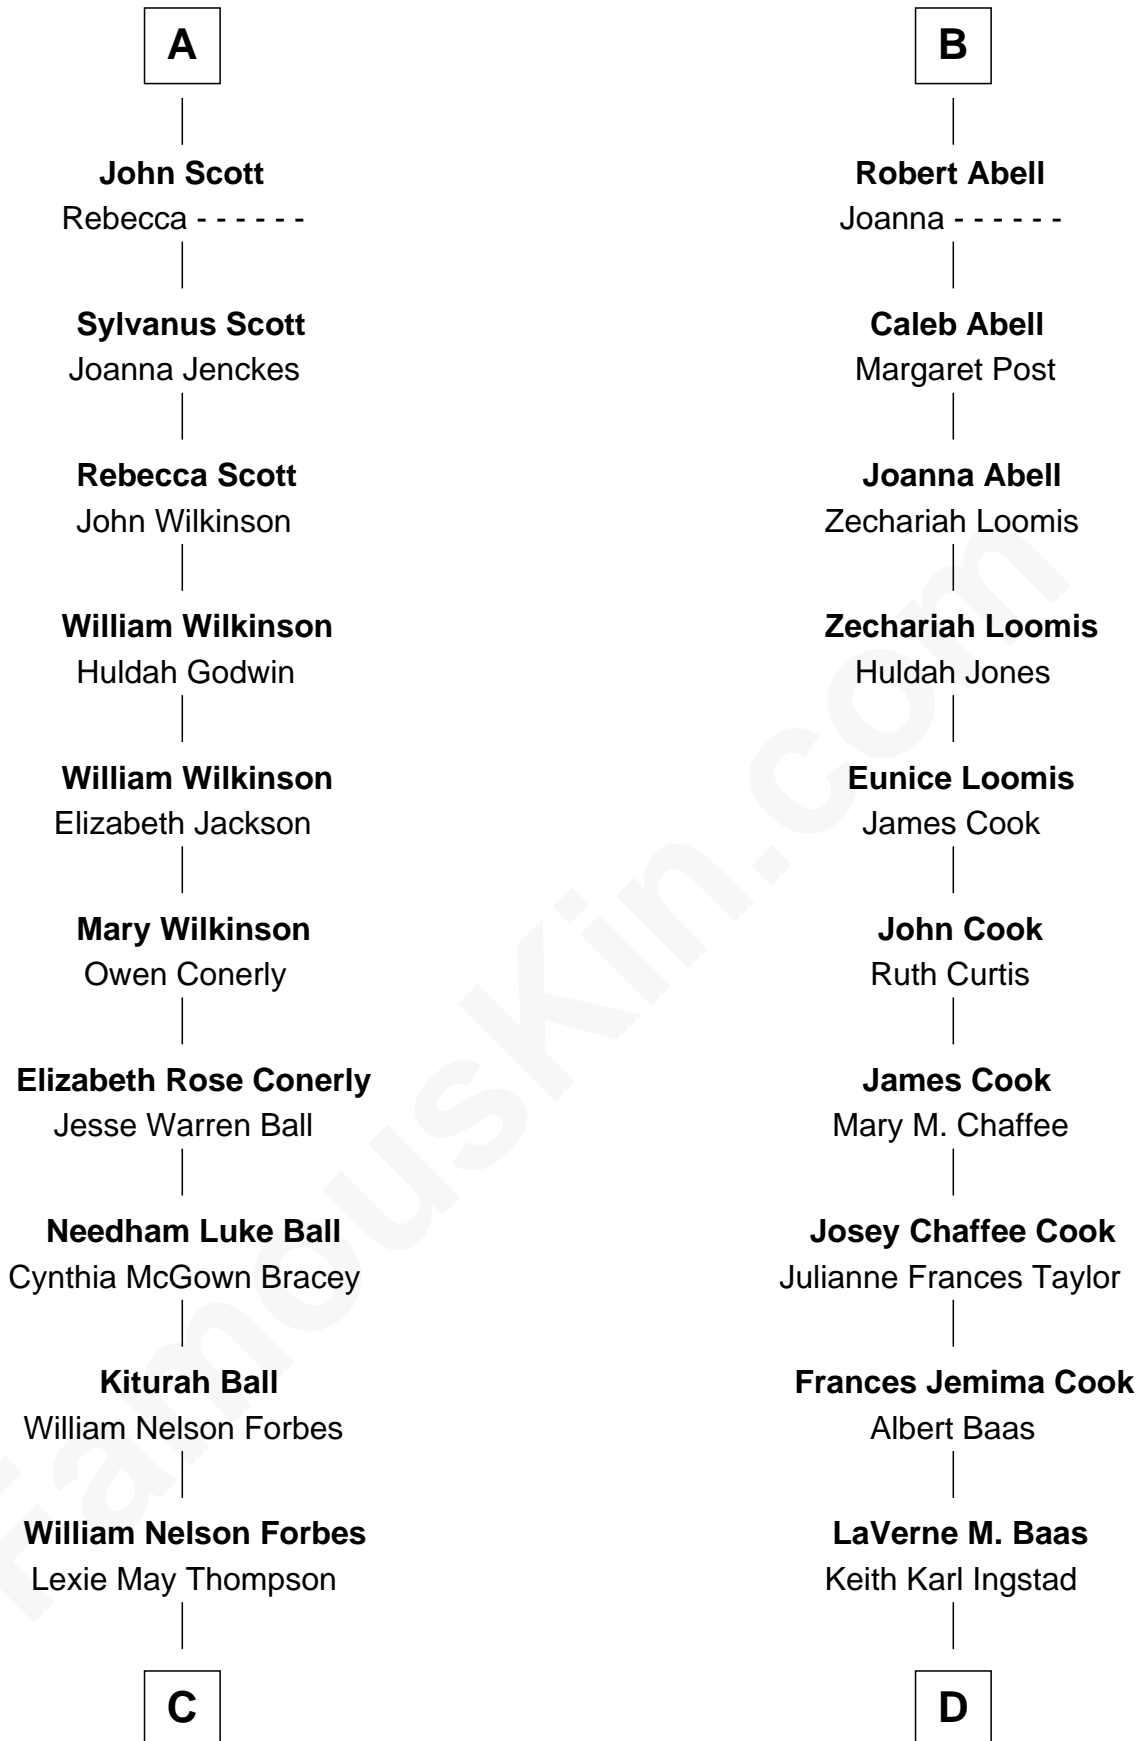 A
John Scott
Rebecca - - - - - -
Sylvanus Scott
Joanna Jenckes
Rebecca Scott
John Wilkinson
William Wilkinson
Huldah Godwin
William Wilkinson
Elizabeth Jackson
Mary Wilkinson
Owen Conerly
Elizabeth Rose Conerly
Jesse Warren Ball
Needham Luke Ball
Cynthia McGown Bracey
Kiturah Ball
William Nelson Forbes
William Nelson Forbes
Lexie May Thompson
C
B
Robert Abell
Joanna - - - - - -
Caleb Abell
Margaret Post
Joanna Abell
Zechariah Loomis
Zechariah Loomis
Huldah Jones
Eunice Loomis
James Cook
John Cook
Ruth Curtis
James Cook
Mary M. Chaffee
Josey Chaffee Cook
Julianne Frances Taylor
Frances Jemima Cook
Albert Baas
LaVerne M. Baas
Keith Karl Ingstad
D
FamousKin.com